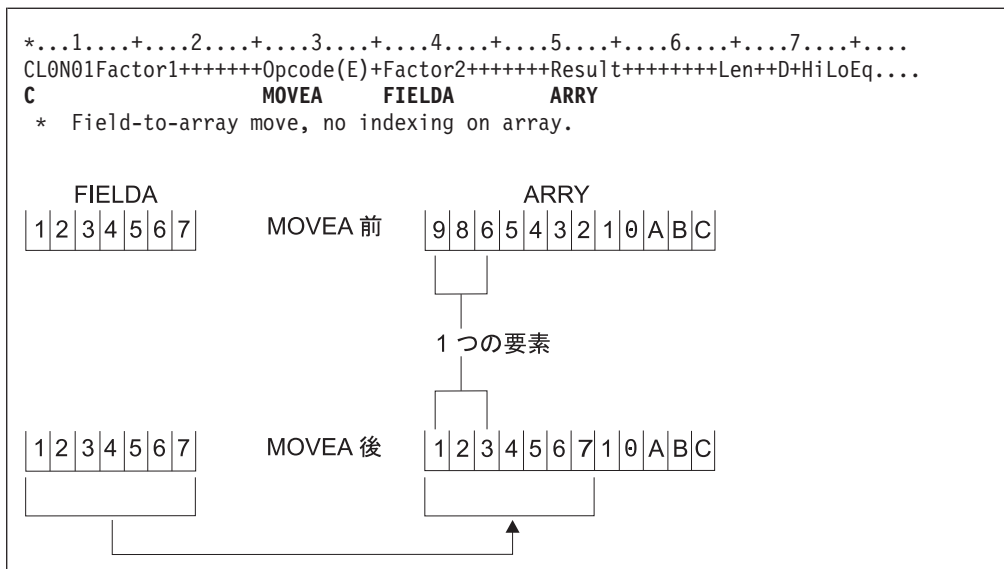 *...1....+....2....+....3....+....4....+....5....+....6....+....7....+....
CL0N01Factor1+++++++Opcode(E)+Factor2+++++++Result++++++++Len++D+HiLoEq....
C                    MOVEA     FIELDA        ARRY
 *  Field-to-array move, no indexing on array.
FIELDA ARRY
1 2 3 4 5 6 7 MOVEA 前 9 8 6 5 4 3 2 1 0 A B C
1 つの要素
1 2 3 4 5 6 7 MOVEA 後 1 2 3 4 5 6 7 1 0 A B C